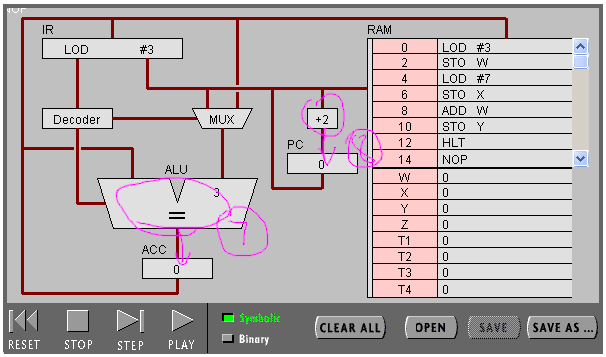 NOP
IR
RAM
LOD #3
0 LOD #3
2 STO W
4 LOD #7
6 STO X
8 ADD W
10 STO Y
12 HLT
14 NOP
Decoder
MUX
+2
PC
0
ALU
3
=
ACC
0
W 0
X 0
Y 0
Z 0
T1 0
T2 0
T3 0
T4 0
RESET
STOP
STEP
PLAY
Symbolic
Binary
CLEAR ALL
OPEN
SAVE
SAVE AS ...